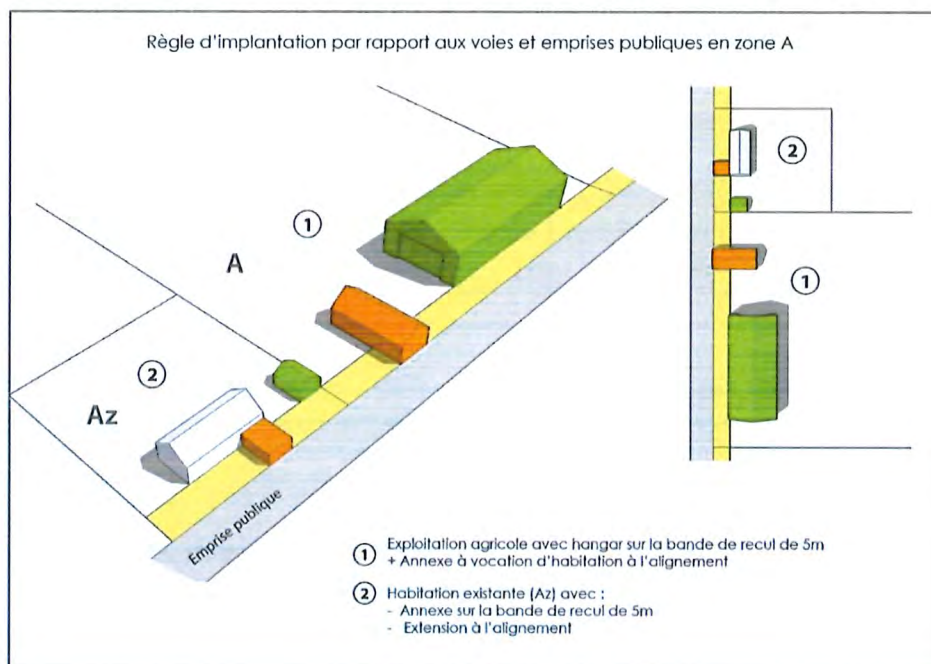 Règle d'implantation par rapport aux voies et emprises publiques en zone A
1
A
2
Az
Emprise publique
2
1
1 Exploitation agricole avec hangar sur la bande de recul de 5m
+ Annexe à vocation d'habitation à l'alignement
2 Habitation existante (Az) avec :
- Annexe sur la bande de recul de 5m
- Extension à l'alignement